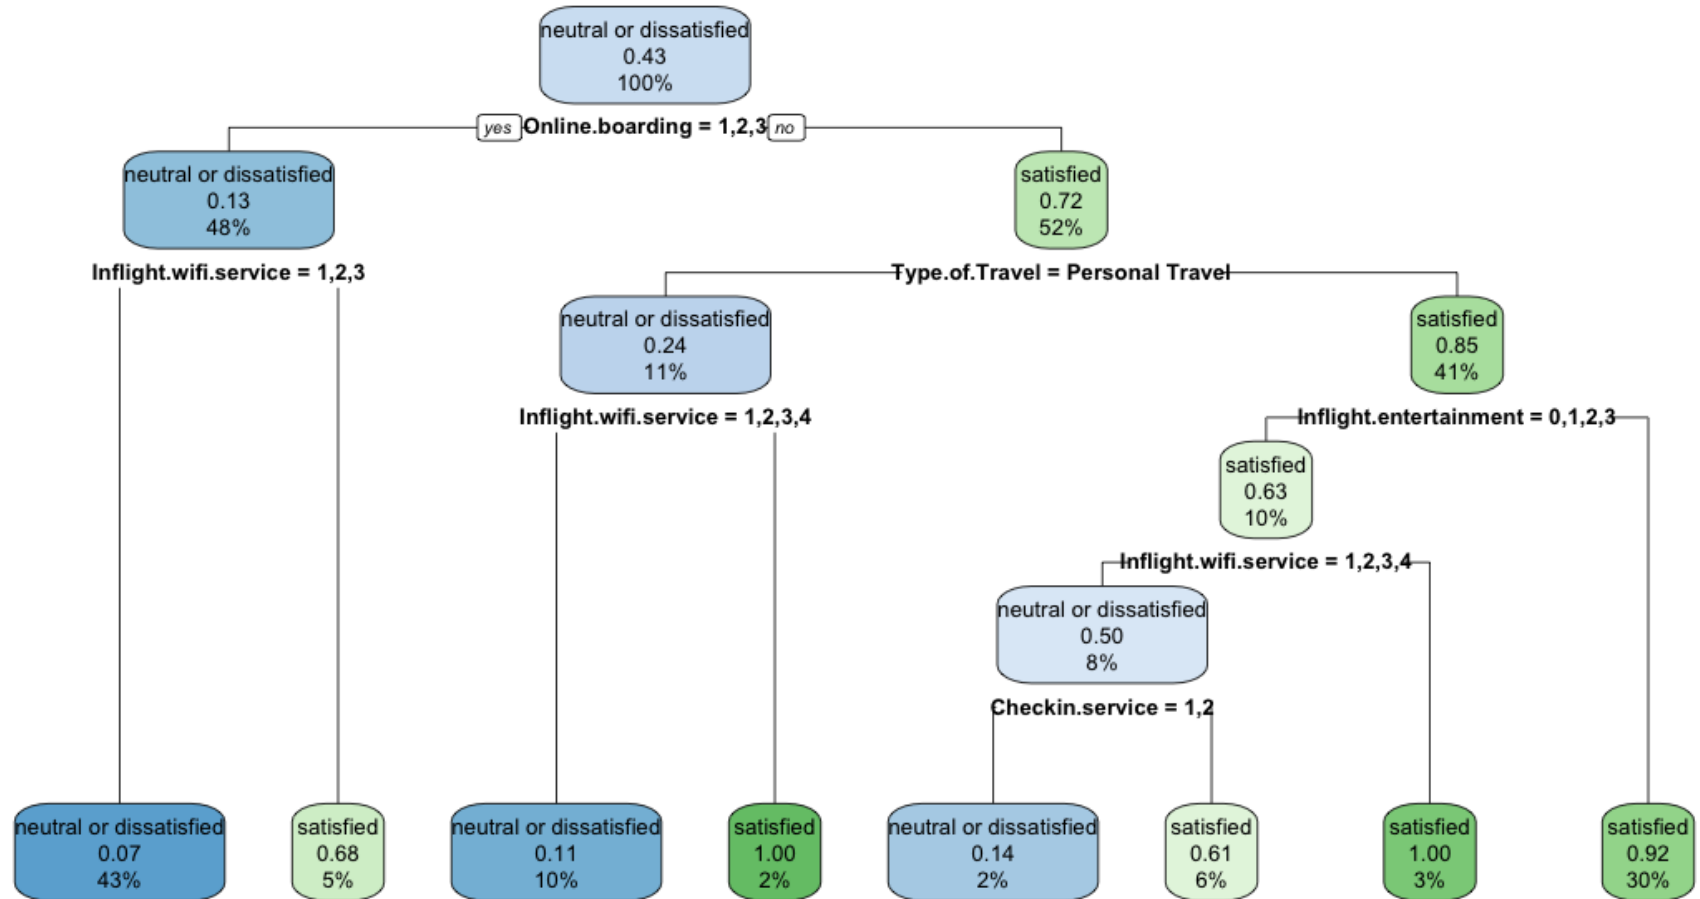 neutral or dissatisfied
0.43
100%
yes Online.boarding = 1,2,3 no
neutral or dissatisfied
0.13
48%
satisfied
0.72
52%
Inflight.wifi.service = 1,2,3
Type.of.Travel = Personal Travel
neutral or dissatisfied
0.24
11%
satisfied
0.85
41%
Inflight.wifi.service = 1,2,3,4
Inflight.entertainment = 0,1,2,3
satisfied
0.63
10%
Inflight.wifi.service = 1,2,3,4
neutral or dissatisfied
0.50
8%
Checkin.service = 1,2
neutral or dissatisfied
0.07
43%
satisfied
0.68
5%
neutral or dissatisfied
0.11
10%
satisfied
1.00
2%
neutral or dissatisfied
0.14
2%
satisfied
0.61
6%
satisfied
1.00
3%
satisfied
0.92
30%